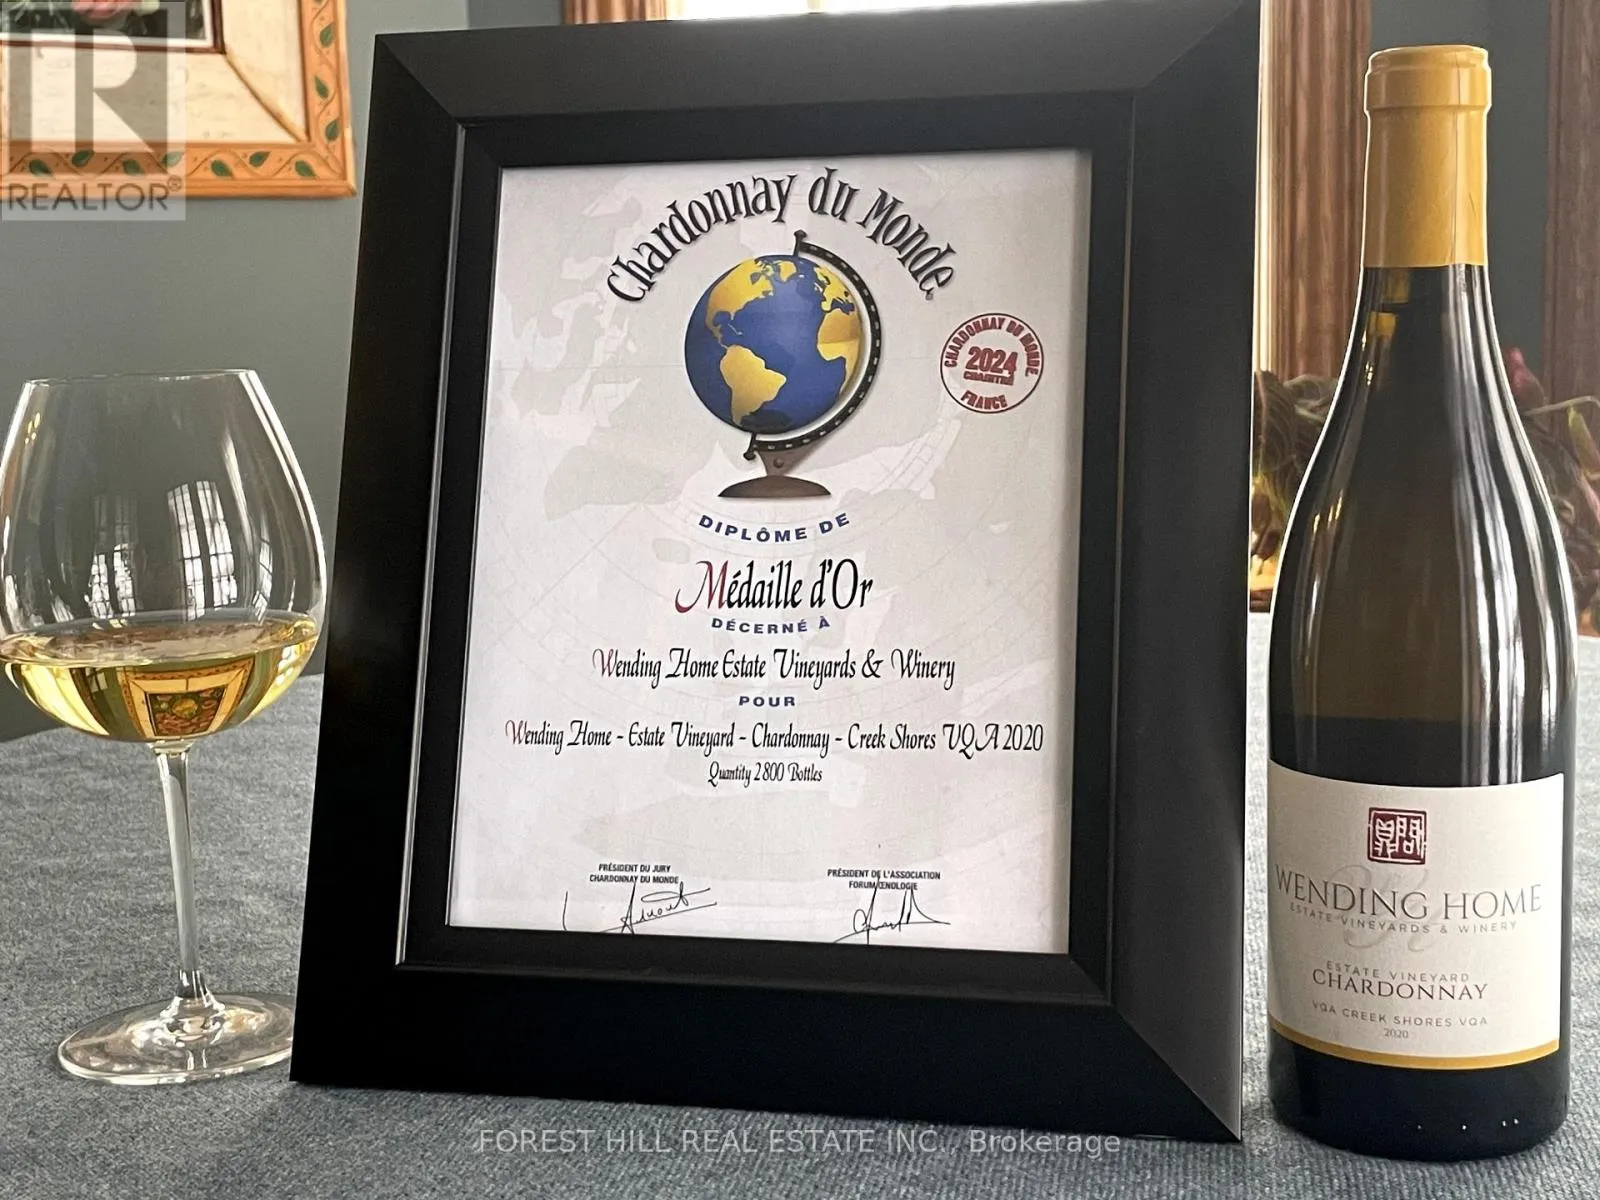 REALTOR®
Chardonnay du Monde
CHARDONNAY DU MONDE
2024
CHAINTRÉ
FRANCE
DIPLÔME DE
Médaille d'Or
DÉCERNÉ À
Wending Home Estate Vineyards & Winery
POUR
Wending Home - Estate Vineyard - Chardonnay - Creek Shores VQA 2020
Quantity 2800 Bottles
PRÉSIDENT DU JURY
CHARDONNAY DU MONDE
PRÉSIDENT DE L'ASSOCIATION
FORUM ŒNOLOGIE
WENDING HOME
ESTATE VINEYARDS & WINERY
ESTATE VINEYARD
CHARDONNAY
VQA CREEK SHORES VQA
2020
FOREST HILL REAL ESTATE INC., Brokerage